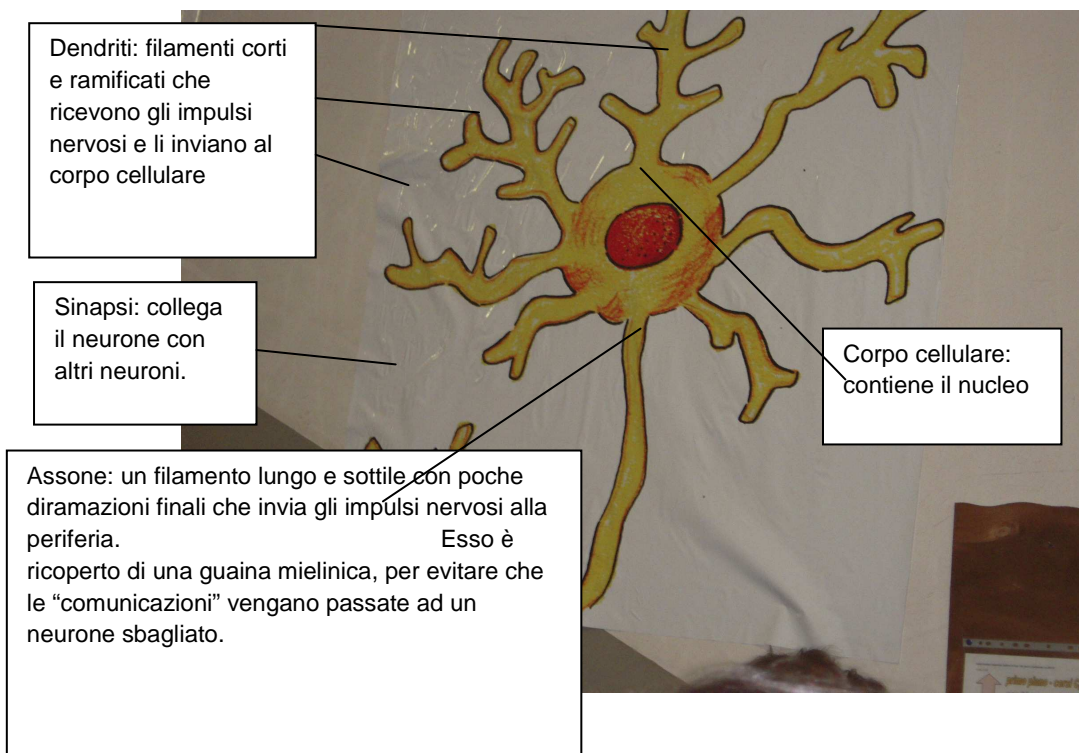 Dendriti: filamenti corti
e ramificati che
ricevono gli impulsi
nervosi e li inviano al
corpo cellulare
Sinapsi: collega
il neurone con
altri neuroni.
Corpo cellulare:
contiene il nucleo
Assone: un filamento lungo e sottile con poche
diramazioni finali che invia gli impulsi nervosi alla
periferia. Esso è
ricoperto di una guaina mielinica, per evitare che
le “comunicazioni” vengano passate ad un
neurone sbagliato.